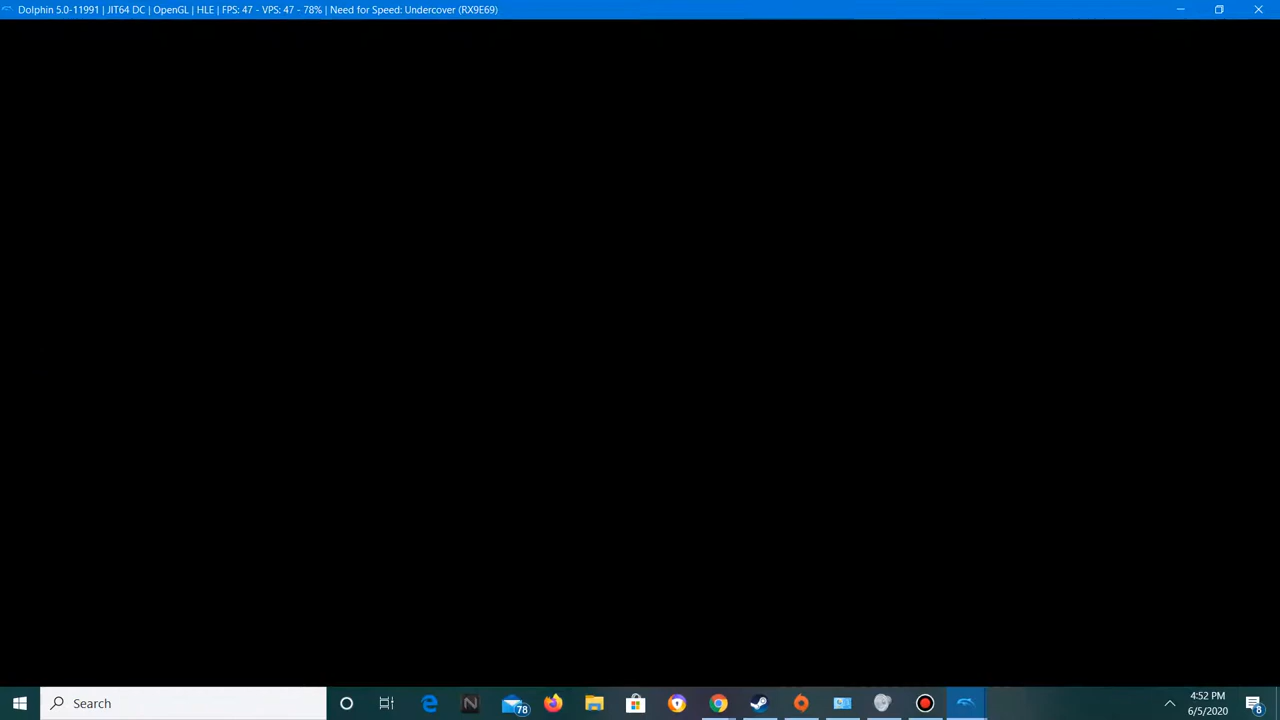 Dolphin 5.0-11991 | JIT64 DC | OpenGL | HLE | FPS: 47 - VPS: 47 - 78% | Need for Speed: Undercover (RX9E69)
Search
78
4:52 PM
6/5/2020
8